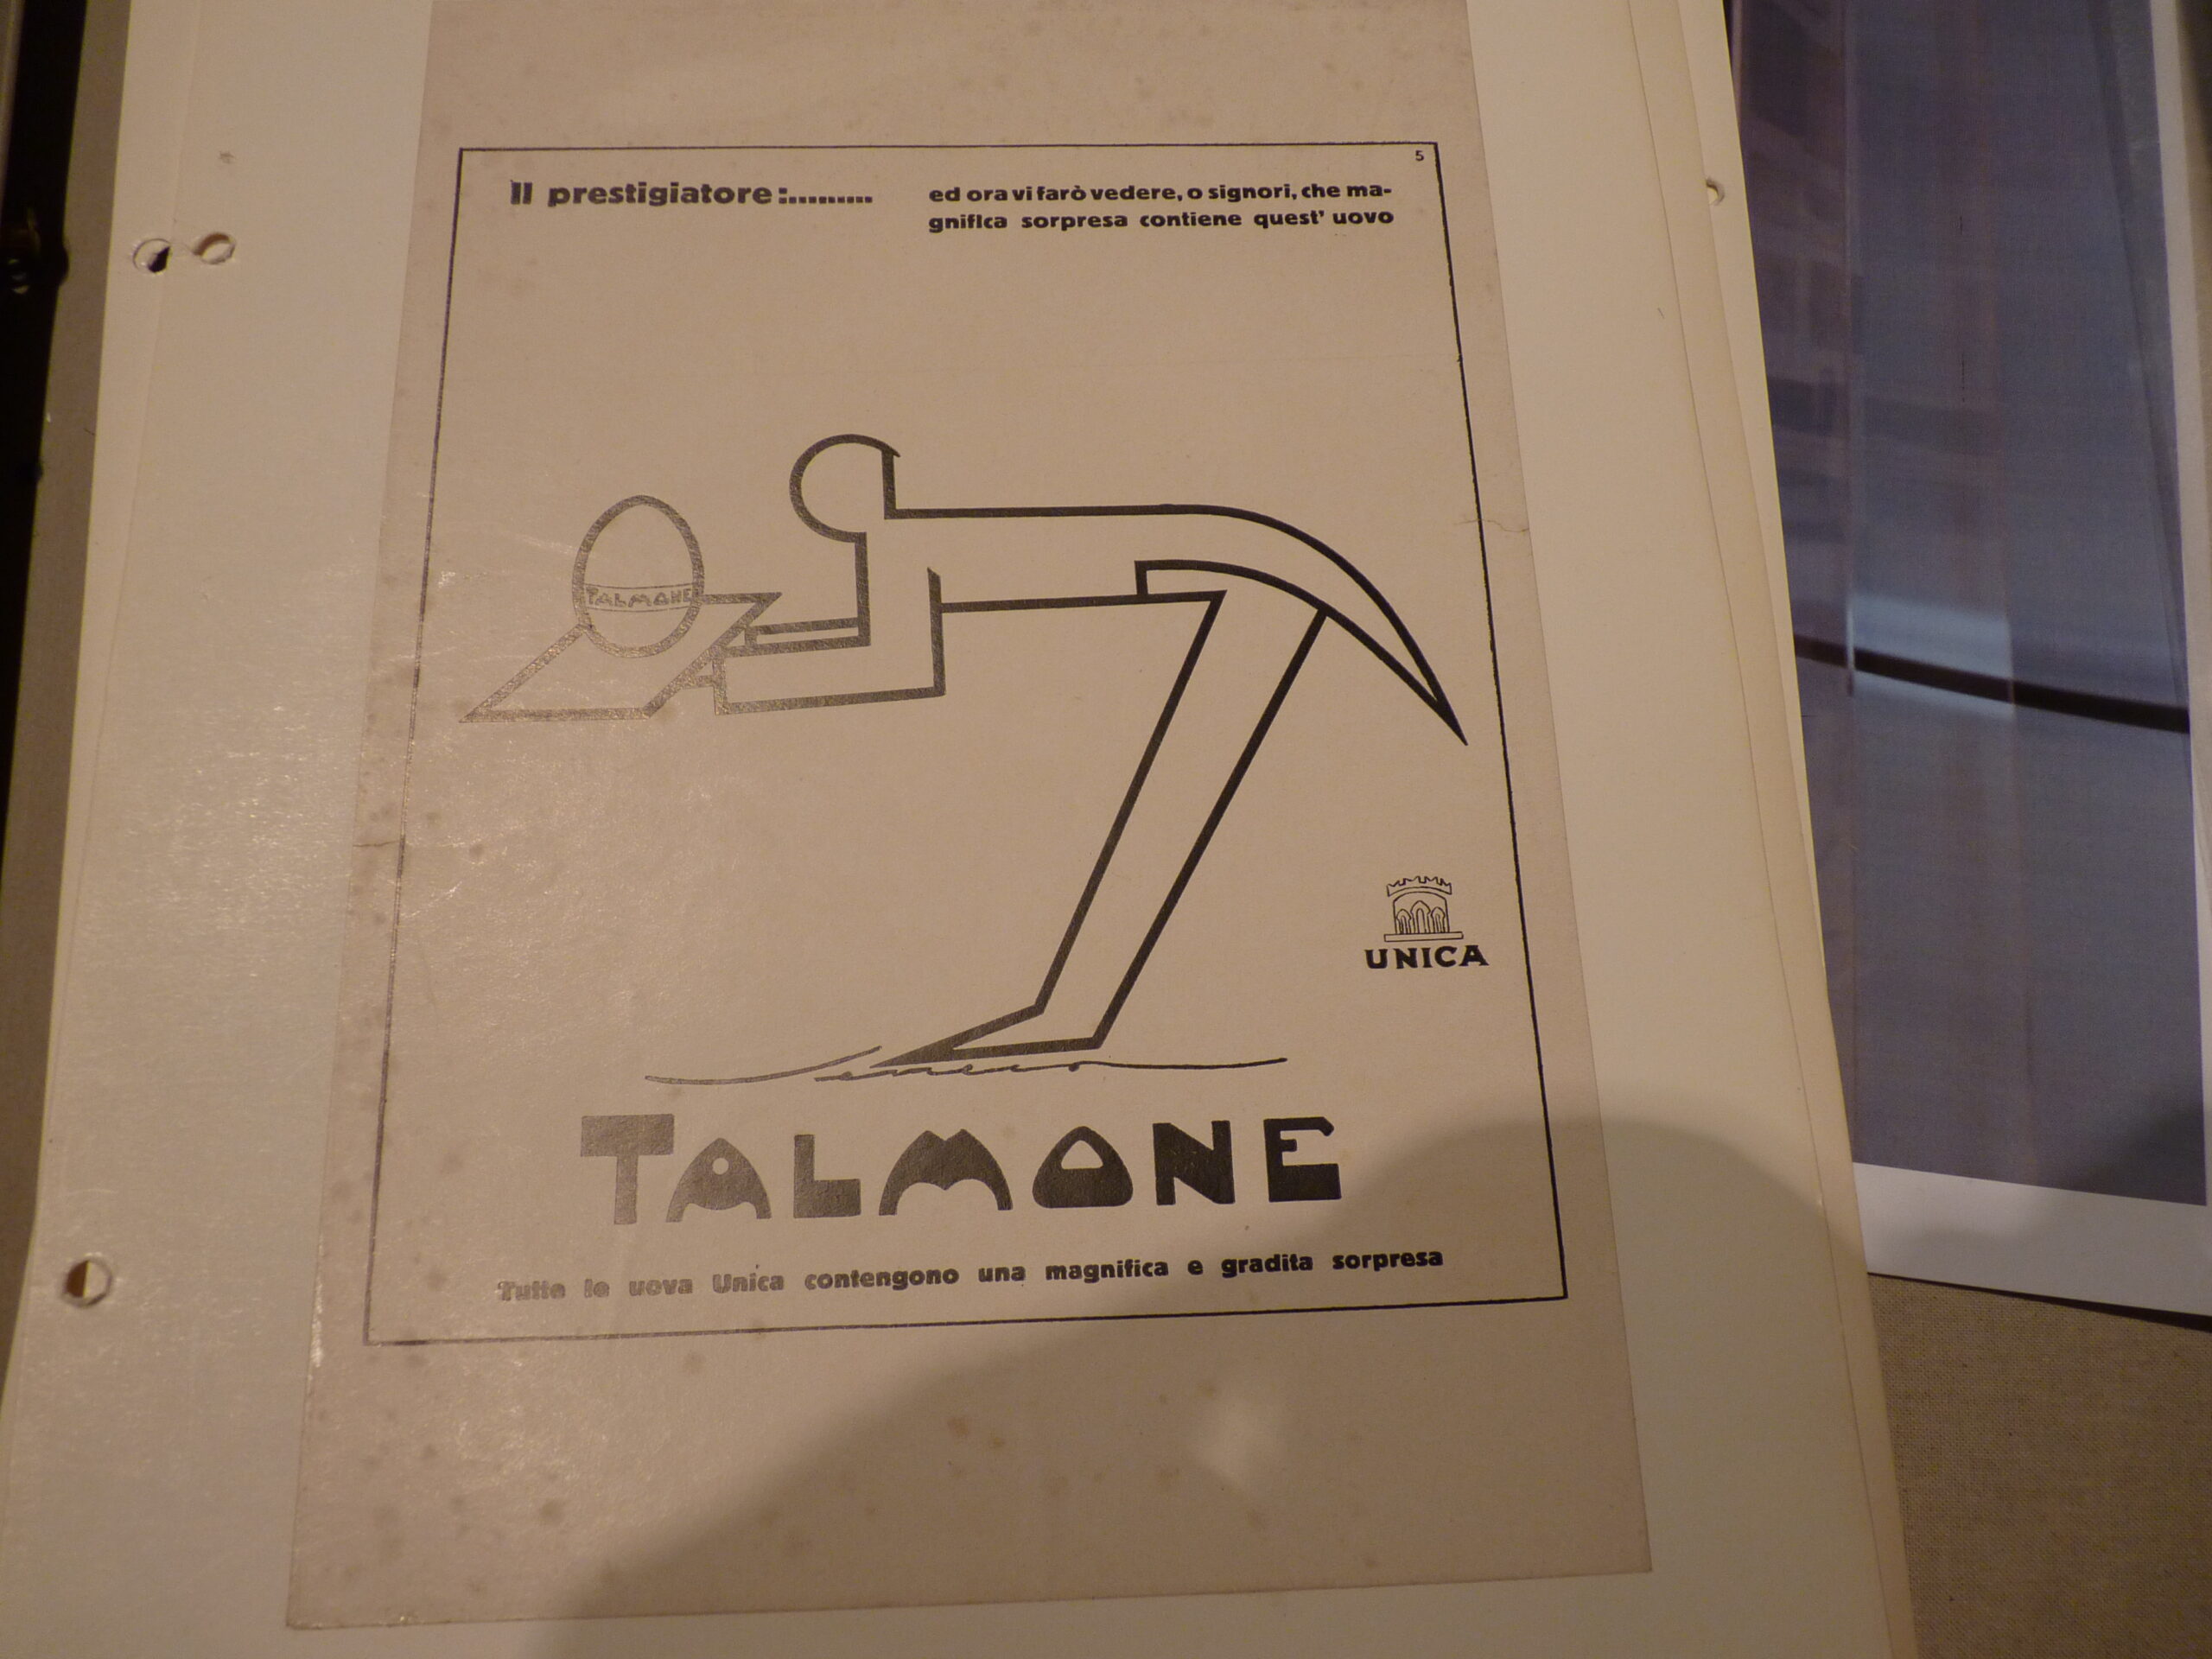 5
Il prestigiatore:.........
ed ora vi farò vedere, o signori, che ma-
gnifica sorpresa contiene quest' uovo
TALMONE
UNICA
TALMONE
Tutte le uova Unica contengono una magnifica e gradita sorpresa